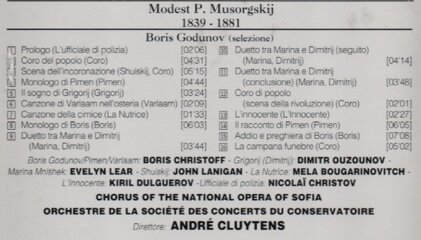 Modest P. Musorgskij
1839 - 1881
Boris Godunov (selezione)
1 Prologo (L'ufficiale di polizia) [02'06]
2 Coro del popolo (Coro) [04'31]
3 Scena dell'incoronazione (Shuiskij, Coro) [05'15]
4 Monologo di Pimen (Pimen) [04'44]
5 Il sogno di Grigorij (Grigorij) [03'24]
6 Canzone di Varlaam nell'osteria (Varlaam) [02'09]
7 Canzone della cimice (La Nutrice) [01'33]
8 Monologo di Boris (Boris) [06'03]
9 Duetto tra Marina e Dimitrij
(Marina, Dimitrij) [03'44]
10 Duetto tra Marina e Dimitrij (seguito)
(Marina, Dimitrij) [04'14]
11 Duetto tra Marina e Dimitrij
(conclusione) (Marina, Dimitrij) [03'48]
12 Coro di popolo
(scena della rivoluzione) (Coro) [02'01]
13 L'innocente (L'Innocente) [02'27]
14 Il racconto di Pimen (Pimen) [05'05]
15 Addio e preghiera di Boris (Boris) [07'08]
16 La campana funebre (Coro) [02'05]
Boris Godunov/Pimen/Varlaam: BORIS CHRISTOFF - Grigorij (Dimitrij): DIMITR OUZOUNOV -
Marina Mnishek: EVELYN LEAR - Shuiskij: JOHN LANIGAN - La Nutrice: MELA BOUGARINOVITCH -
L'Innocente: KIRIL DULGUEROV -Ufficiale di polizia: NICOLAÏ CHRISTOV
CHORUS OF THE NATIONAL OPERA OF SOFIA
ORCHESTRE DE LA SOCIÉTÉ DES CONCERTS DU CONSERVATOIRE
Direttore: ANDRÉ CLUYTENS